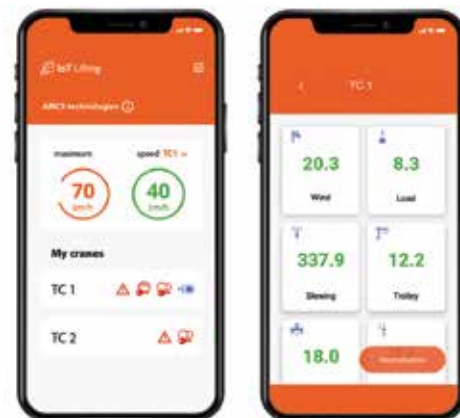 IoT Lifting
AMCS technologies
maximum
speed TC1
70
km/h
40
km/h
My cranes
TC 1
TC 2
TC 1
20.3
Wind
8.3
Load
337.9
Slewing
12.2
Trolley
18.0